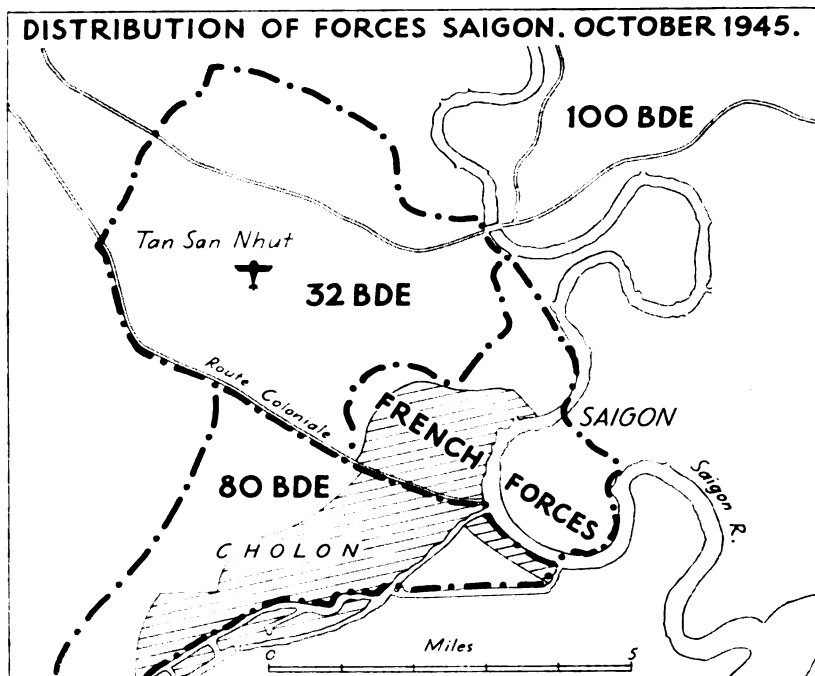 DISTRIBUTION OF FORCES SAIGON. OCTOBER 1945.
100 BDE
Tan San Nhut
32 BDE
Route Coloniale
FRENCH FORCES
SAIGON
80 BDE
Saigon R.
CHOLON
Miles
0 5